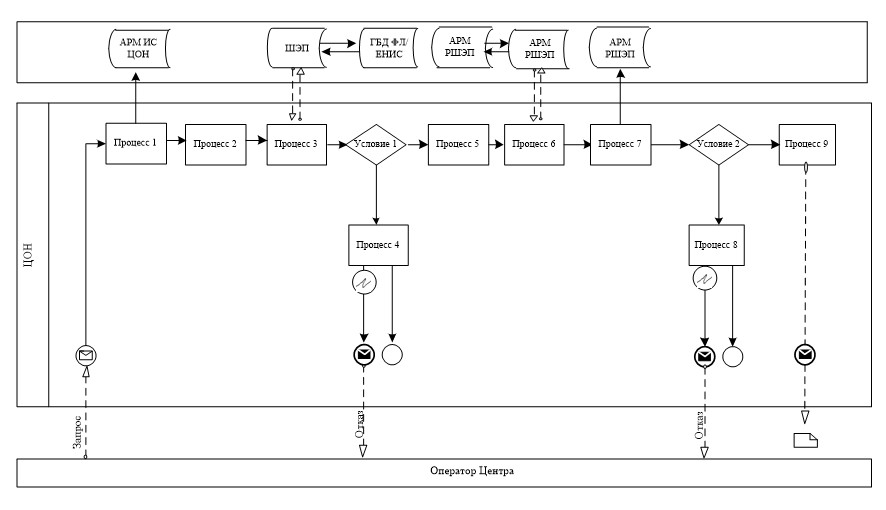 АРМ ИС
ЦОН
ШЭП
ГБД ФЛ/
ЕНИС
АРМ
РШЭП
АРМ
РШЭП
АРМ
РШЭП
ЦОН
Процесс 1
Процесс 2
Процесс 3
Условие 1
Процесс 5
Процесс 6
Процесс 7
Условие 2
Процесс 9
Процесс 4
Процесс 8
Запрос
Отказ
Отказ
Оператор Центра